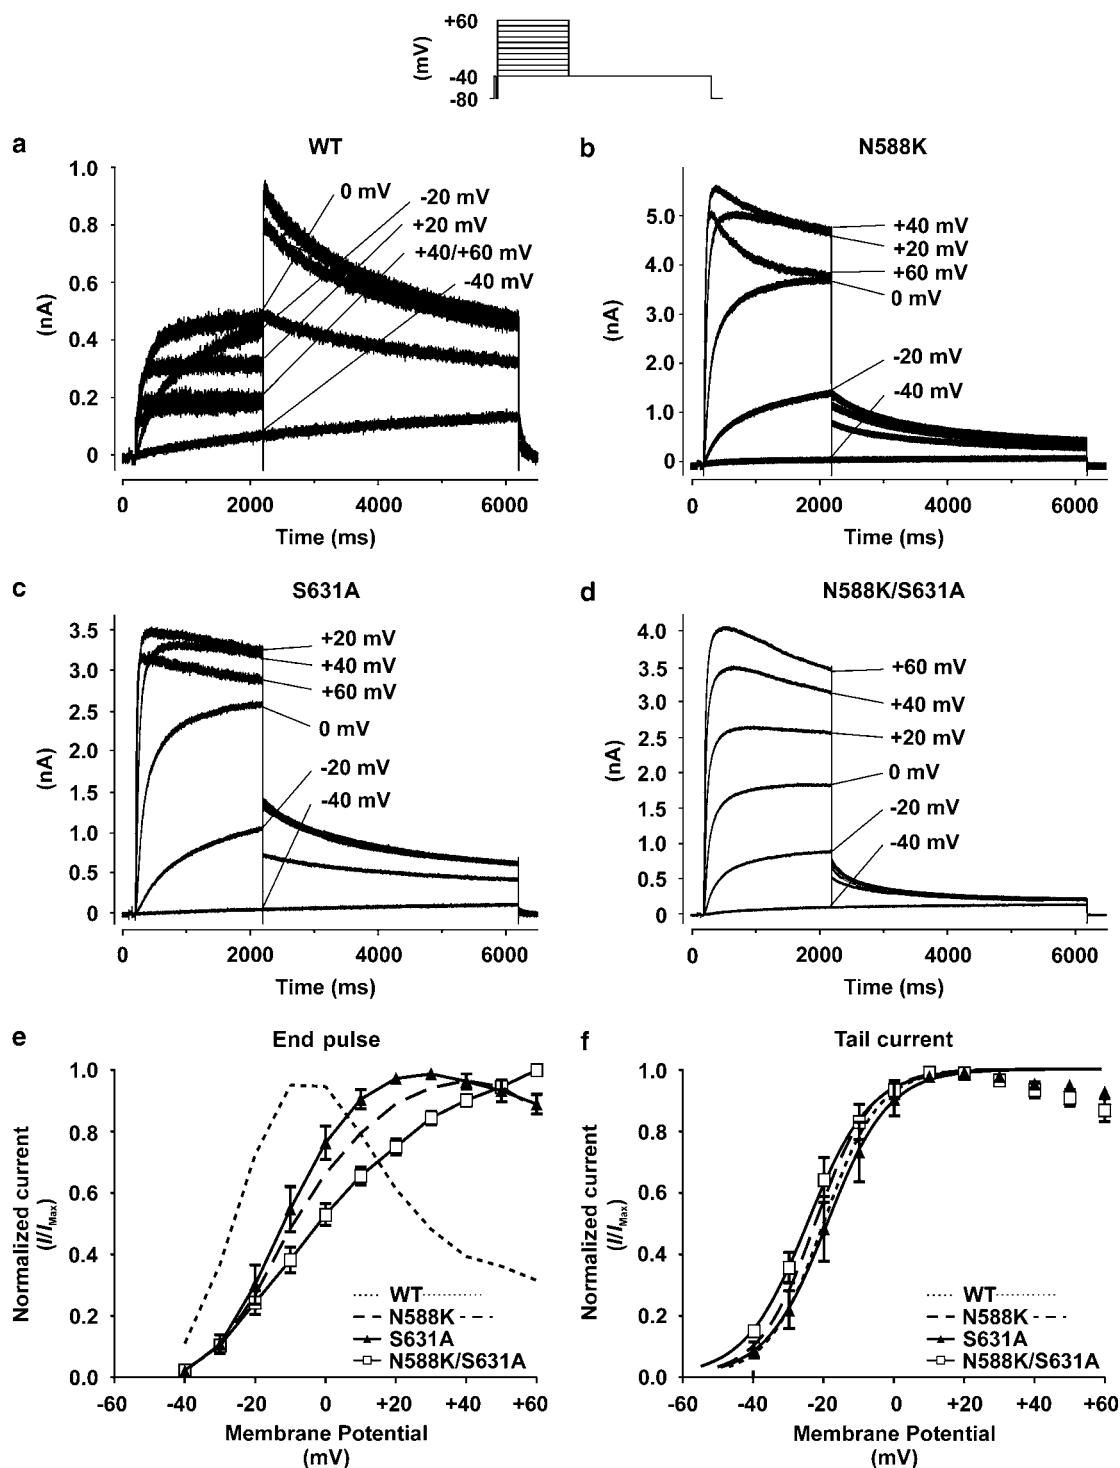 +60
-40
-80
(mV)
a
WT
1.0
0.8
0.6
0.4
0.2
0
(nA)
0 mV
-20 mV
+20 mV
+40/+60 mV
-40 mV
0 2000 4000 6000
Time (ms)
b
N588K
5.0
4.0
3.0
2.0
1.0
0
(nA)
+40 mV
+20 mV
+60 mV
0 mV
-20 mV
-40 mV
0 2000 4000 6000
Time (ms)
c
S631A
3.5
3.0
2.5
2.0
1.5
1.0
0.5
0
(nA)
+20 mV
+40 mV
+60 mV
0 mV
-20 mV
-40 mV
0 2000 4000 6000
Time (ms)
d
N588K/S631A
4.0
3.5
3.0
2.5
2.0
1.5
1.0
0.5
0
(nA)
+60 mV
+40 mV
+20 mV
0 mV
-20 mV
-40 mV
0 2000 4000 6000
Time (ms)
e
End pulse
1.0
0.8
0.6
0.4
0.2
0.0
Normalized current
(I/IMax)
WT
N588K
S631A
N588K/S631A
-60 -40 -20 0 +20 +40 +60
Membrane Potential
(mV)
f
Tail current
1.0
0.8
0.6
0.4
0.2
0.0
Normalized current
(I/IMax)
WT
N588K
S631A
N588K/S631A
-60 -40 -20 0 +20 +40 +60
Membrane Potential
(mV)